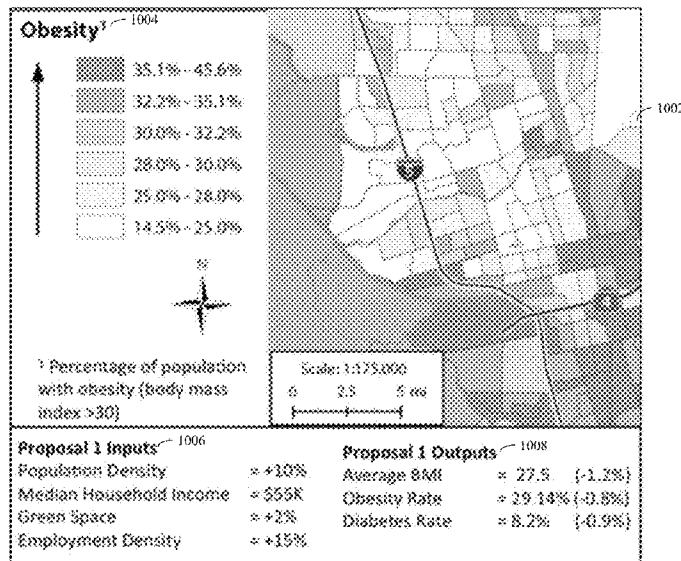 Obesity³ 1004
35.1% - 45.6%
32.2% - 35.1%
30.0% - 32.2%
28.0% - 30.0%
25.0% - 28.0%
14.5% - 25.0%
N
³ Percentage of population
with obesity (body mass
index >30)
1002
5
Scale: 1:175,000
0 2.5 5 mi
Proposal 1 Inputs 1006
Population Density = +10%
Median Household Income = $55K
Green Space = +2%
Employment Density = +15%
Proposal 1 Outputs 1008
Average BMI = 27.5 (-1.2%)
Obesity Rate = 29.14% (-0.8%)
Diabetes Rate = 8.2% (-0.9%)